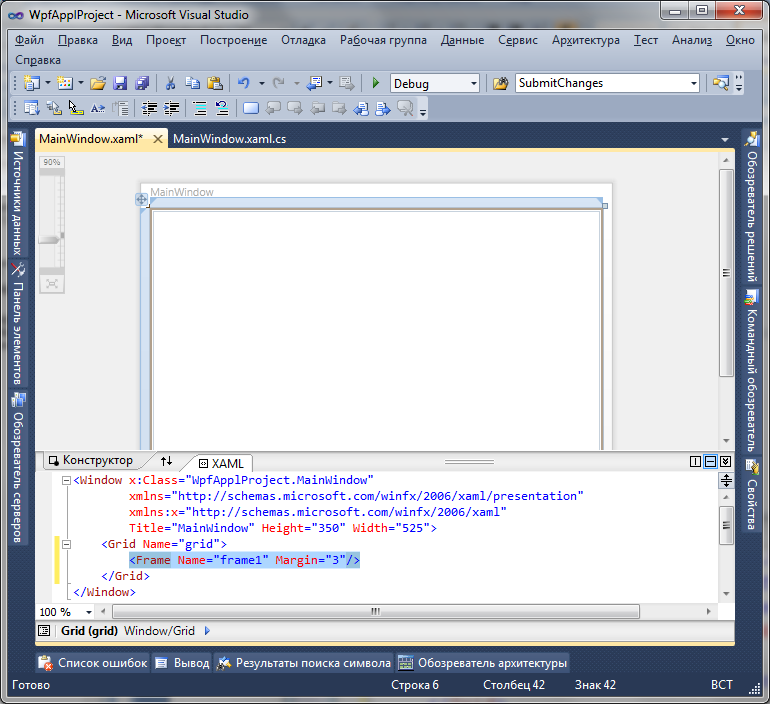 WpfApplProject - Microsoft Visual Studio
Файл Правка Вид Проект Построение Отладка Рабочая группа Данные Сервис Архитектура Тест Анализ Окно
Справка
Debug SubmitChanges
MainWindow.xaml* MainWindow.xaml.cs
Источники данных
Панель элементов
Обозреватель серверов
90%
MainWindow
Обозреватель решений
Командный обозреватель
Свойства
Конструктор XAML
<Window x:Class="WpfApplProject.MainWindow"
xmlns="http://schemas.microsoft.com/winfx/2006/xaml/presentation"
xmlns:x="http://schemas.microsoft.com/winfx/2006/xaml"
Title="MainWindow" Height="350" Width="525">
<Grid Name="grid">
<Frame Name="frame1" Margin="3"/>
</Grid>
</Window>
100 %
Grid (grid) Window/Grid
Список ошибок Вывод Результаты поиска символа Обозреватель архитектуры
Готово Строка 6 Столбец 42 Знак 42 ВСТ